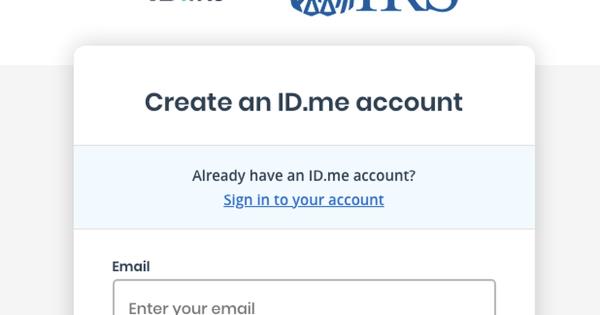 IRS
Create an ID.me account
Already have an ID.me account?
Sign in to your account
Email
Enter your email